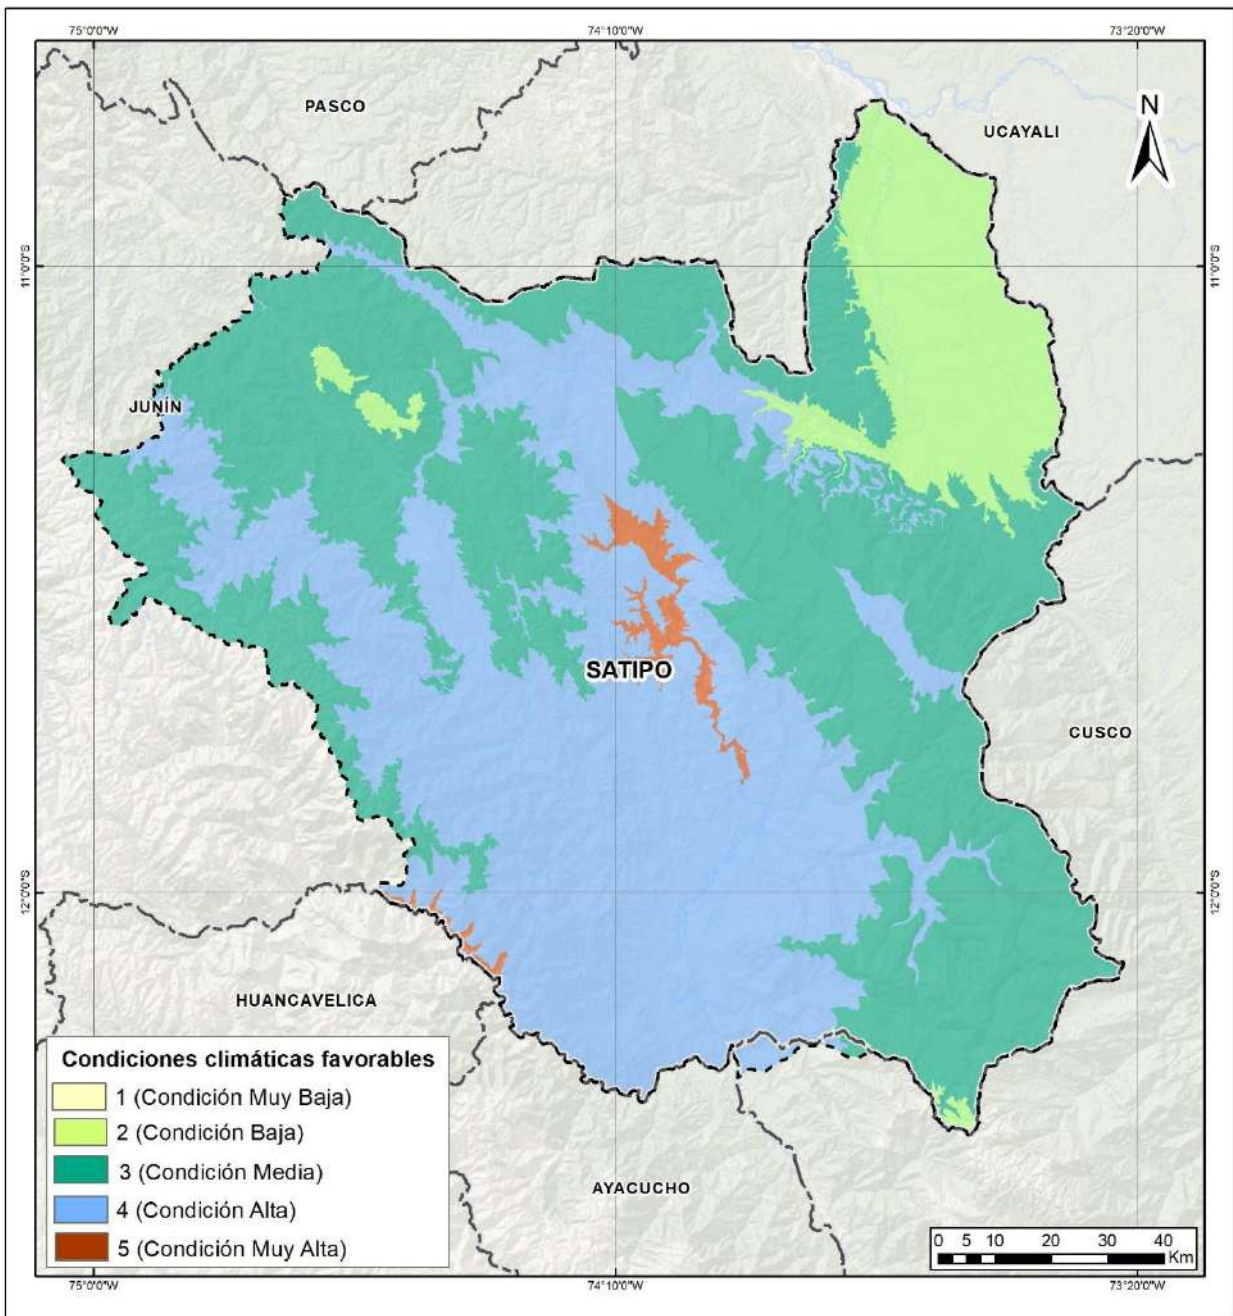 75°0'0"W 74°10'0"W 73°20'0"W
PASCO
UCAYALI
N
11°0'0"S 11°0'0"S
JUNÍN
SATIPO
CUSCO
12°0'0"S 12°0'0"S
HUANCAVELICA
AYACUCHO
Condiciones climáticas favorables
1 (Condición Muy Baja)
2 (Condición Baja)
3 (Condición Media)
4 (Condición Alta)
5 (Condición Muy Alta)
0 5 10 20 30 40
Km
75°0'0"W 74°10'0"W 73°20'0"W